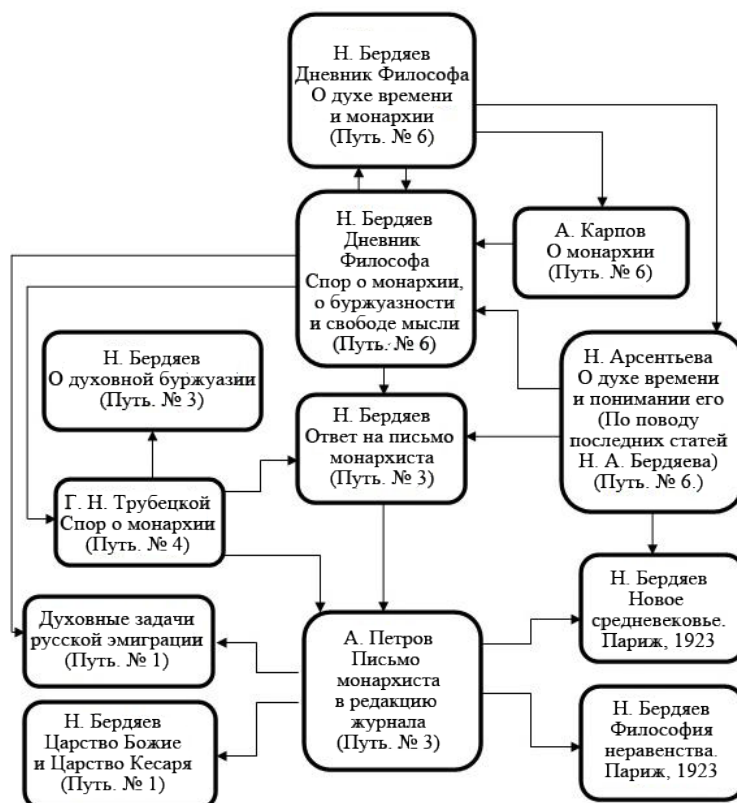 Н. Бердяев
Дневник Философа
О духе времени
и монархии
(Путь. № 6)
Н. Бердяев
Дневник
Философа
Спор о монархии,
о буржуазности
и свободе мысли
(Путь. № 6)
А. Карпов
О монархии
(Путь. № 6)
Н. Бердяев
О духовной буржуазии
(Путь. № 3)
Н. Бердяев
Ответ на письмо
монархиста
(Путь. № 3)
Н. Арсентьева
О духе времени
и понимании его
(По поводу
последних статей
Н. А. Бердяева)
(Путь. № 6.)
Г. Н. Трубецкой
Спор о монархии
(Путь. № 4)
Духовные задачи
русской эмиграции
(Путь. № 1)
А. Петров
Письмо
монархиста
в редакцию
журнала
(Путь. № 3)
Н. Бердяев
Новое
средневековье.
Париж, 1923
Н. Бердяев
Царство Божие
и Царство Кесаря
(Путь. № 1)
Н. Бердяев
Философия
неравенства.
Париж, 1923